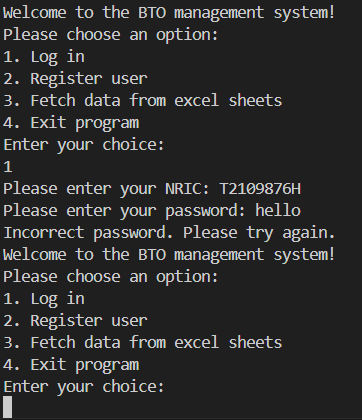 Welcome to the BTO management system!
Please choose an option:
1. Log in
2. Register user
3. Fetch data from excel sheets
4. Exit program
Enter your choice:
1
Please enter your NRIC: T2109876H
Please enter your password: hello
Incorrect password. Please try again.
Welcome to the BTO management system!
Please choose an option:
1. Log in
2. Register user
3. Fetch data from excel sheets
4. Exit program
Enter your choice: